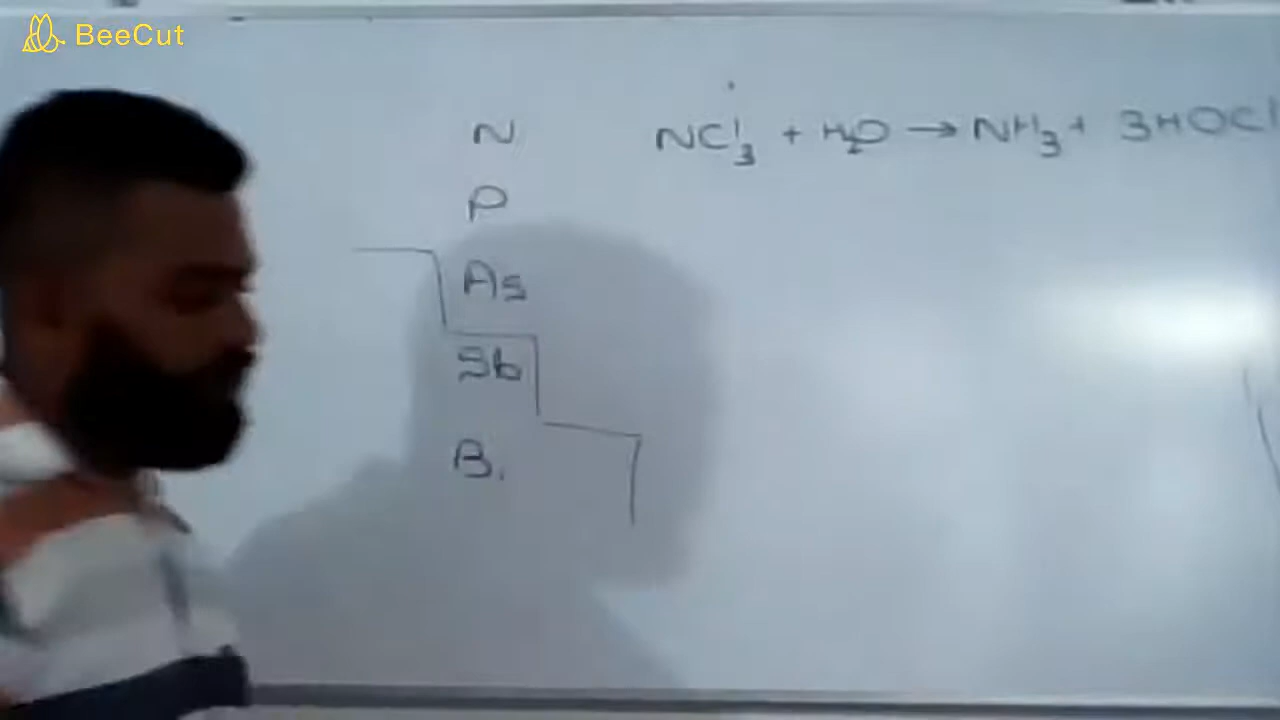 BeeCut
N
NCl3 + H2O → NH3 + 3HOCl
P
As
Sb
B.